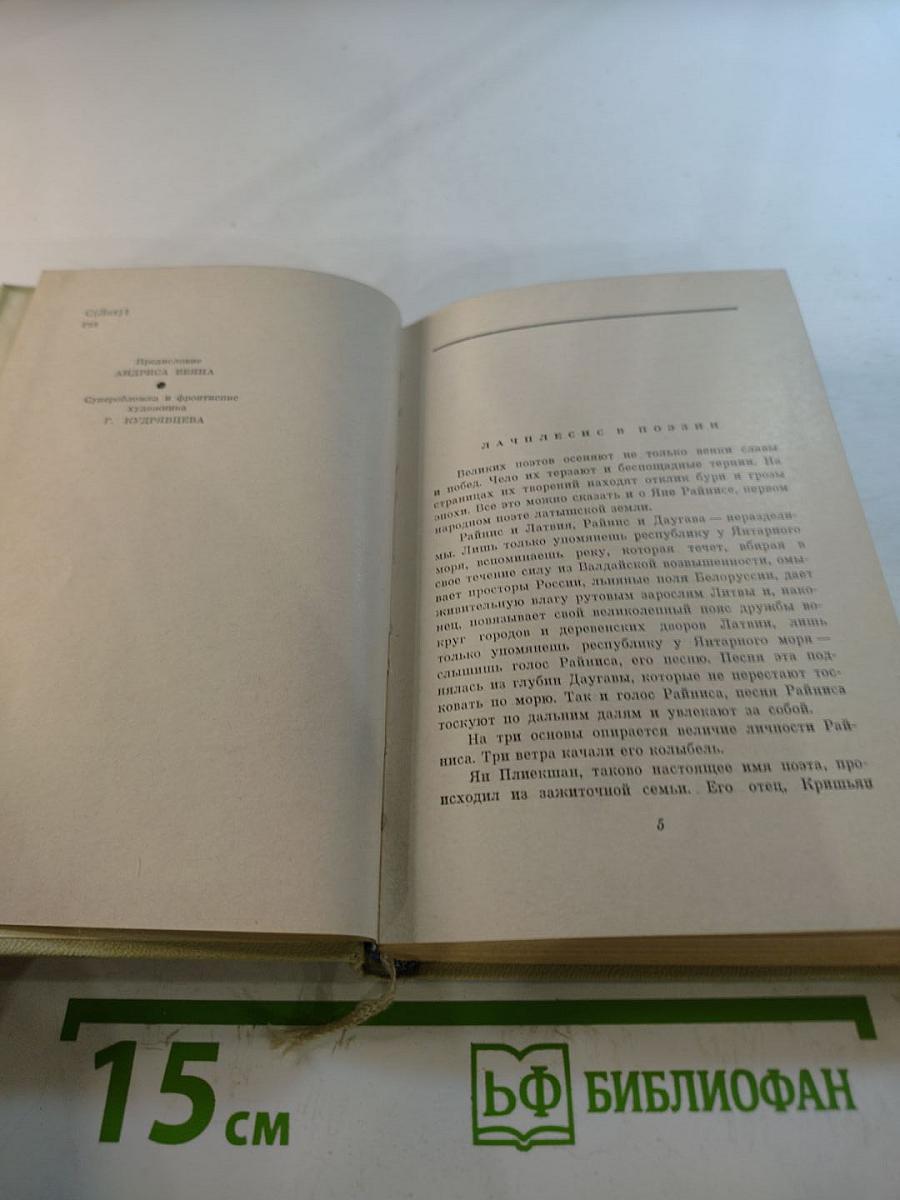 С(Лат)1
Р18
Предисловие
АНДРИСА ВЕЯНА
Суперобложка и фронтиспис
художника
Г. КУДРЯВЦЕВА
ЛАЧПЛЕСИС В ПОЭЗИИ
Великих поэтов осеняют не только венки славы
и побед. Чело их терзают и беспощадные тернии. На
страницах их творений находят отклик бури и грозы
эпохи. Все это можно сказать и о Яне Райнисе, первом
народном поэте латышской земли.
Райнис и Латвия, Райнис и Даугава — нераздели-
мы. Лишь только упомянешь республику у Янтарного
моря, вспоминаешь реку, которая течет, вбирая в
свое течение силу из Валдайской возвышенности, омы-
вает просторы России, льняные поля Белоруссии, дает
живительную влагу рутовым зарослям Литвы и, нако-
нец, повязывает свой великолепный пояс дружбы во-
круг городов и деревенских дворов Латвии, лишь
только упомянешь республику у Янтарного моря —
слышишь голос Райниса, его песню. Песня эта под-
нялась из глубин Даугавы, которые не перестают тос-
ковать по морю. Так и голос Райниса, песня Райниса
тоскуют по дальним далям и увлекают за собой.
На три основы опирается величие личности Рай-
ниса. Три ветра качали его колыбель.
Ян Плиекшан, таково настоящее имя поэта, про-
исходил из зажиточной семьи. Его отец, Кришьян
5
15 см
БФ БИБЛИОФАН